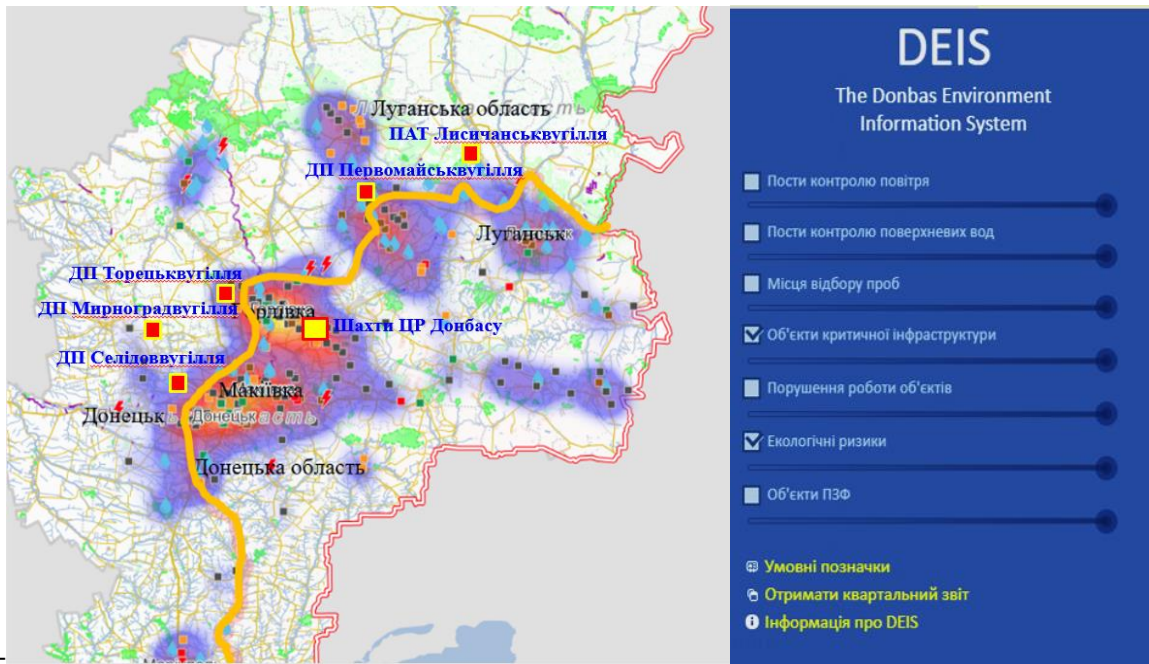 Луганська область
ПАТ Лисичанськвугілля
ДП Первомайськвугілля
Луганськ
ДП Торецьквугілля
ДП Мирноградвугілля
Шахти ЦР Донбасу
ДП Селідоввугілля
Макіївка
Донецьк
Донецьк
Донецька область
DEIS
The Donbas Environment
Information System
Пости контролю повітря
Пости контролю поверхневих вод
Місця відбору проб
Об'єкти критичної інфраструктури
Порушення роботи об'єктів
Екологічні ризики
Об'єкти ПЗФ
Умовні позначки
Отримати квартальний звіт
Інформація про DEIS